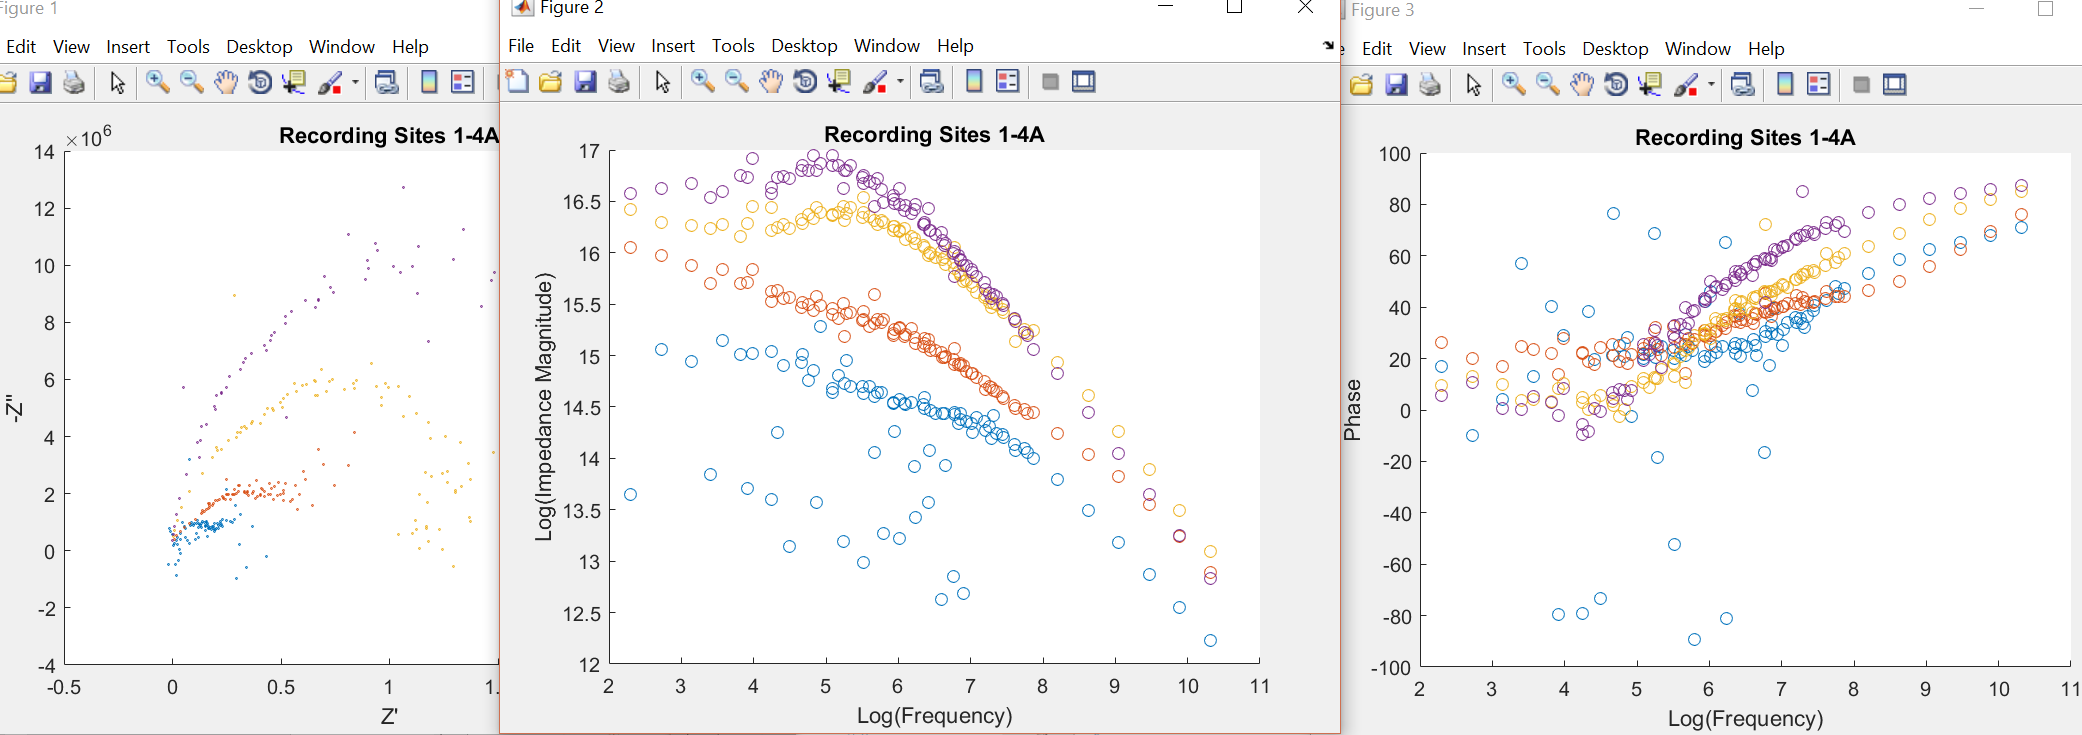 Figure 1
Edit View Insert Tools Desktop Window Help
×10^6
Recording Sites 1-4A
14
12
10
8
6
4
2
0
-2
-4
-Z"
-0.5 0 0.5 1 1.
Z'
Figure 2
File Edit View Insert Tools Desktop Window Help
Recording Sites 1-4A
17
16.5
16
15.5
15
14.5
14
13.5
13
12.5
12
Log(Impedance Magnitude)
2 3 4 5 6 7 8 9 10 11
Log(Frequency)
Figure 3
e Edit View Insert Tools Desktop Window Help
Recording Sites 1-4A
100
80
60
40
20
0
-20
-40
-60
-80
-100
Phase
2 3 4 5 6 7 8 9 10 11
Log(Frequency)